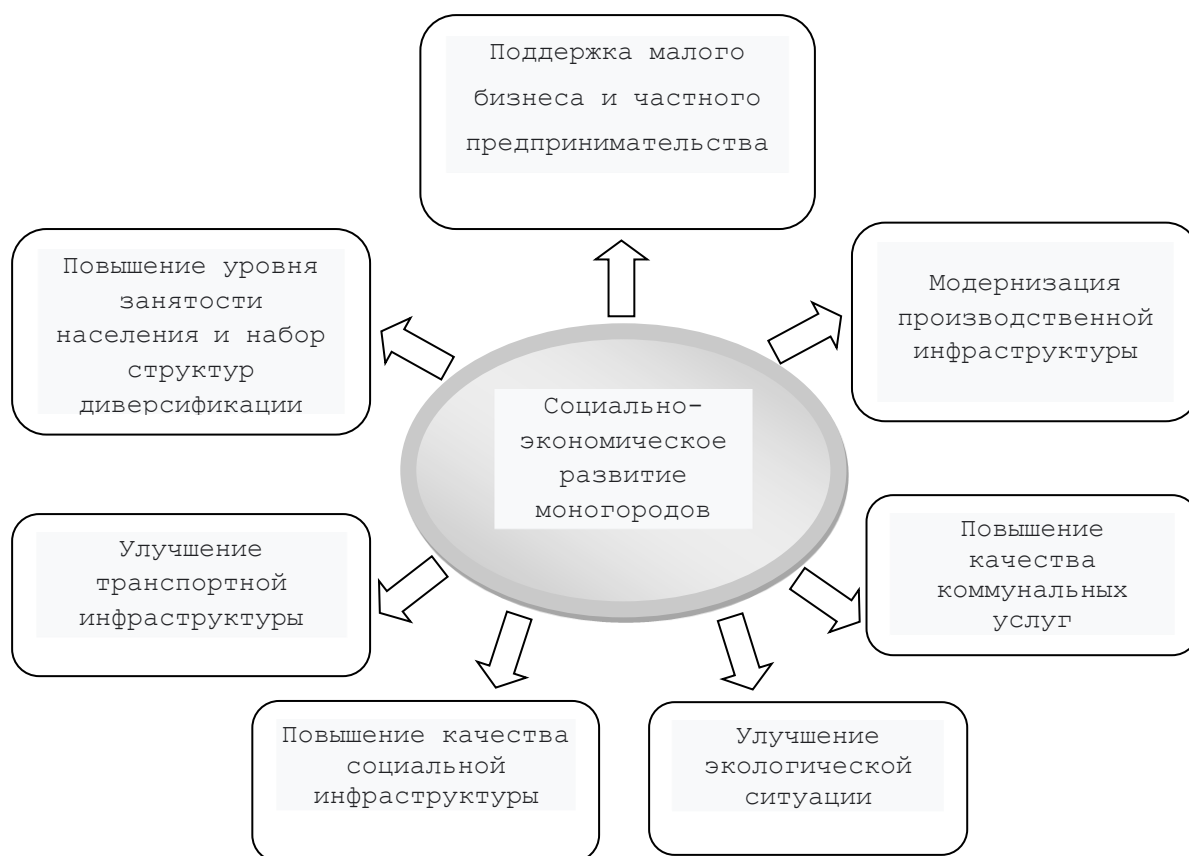 Поддержка малого
бизнеса и частного
предпринимательства
Повышение уровня
занятости
населения и набор
структур
диверсификации
Модернизация
производственной
инфраструктуры
Социально-
экономическое
развитие
моногородов
Улучшение
транспортной
инфраструктуры
Повышение
качества
коммунальных
услуг
Повышение качества
социальной
инфраструктуры
Улучшение
экологической
ситуации